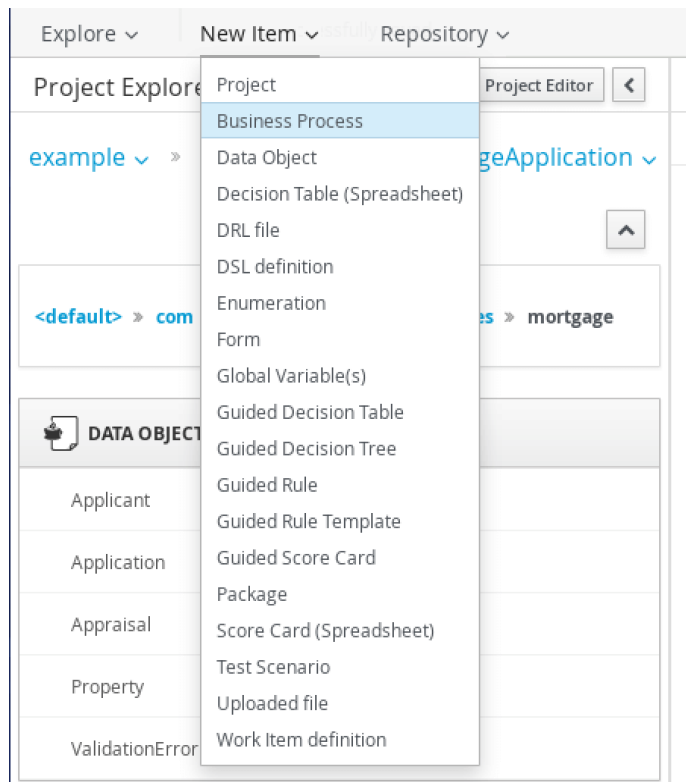 Explore New Item Repository
Project Explore Project Editor
Project
Business Process
example » geApplication
Data Object
Decision Table (Spreadsheet)
DRL file
DSL definition
Enumeration
<default> » com es » mortgage
Form
Global Variable(s)
Guided Decision Table
DATA OBJECT
Guided Decision Tree
Guided Rule
Applicant
Guided Rule Template
Guided Score Card
Application
Package
Score Card (Spreadsheet)
Appraisal
Test Scenario
Property
Uploaded file
Work Item definition
ValidationError